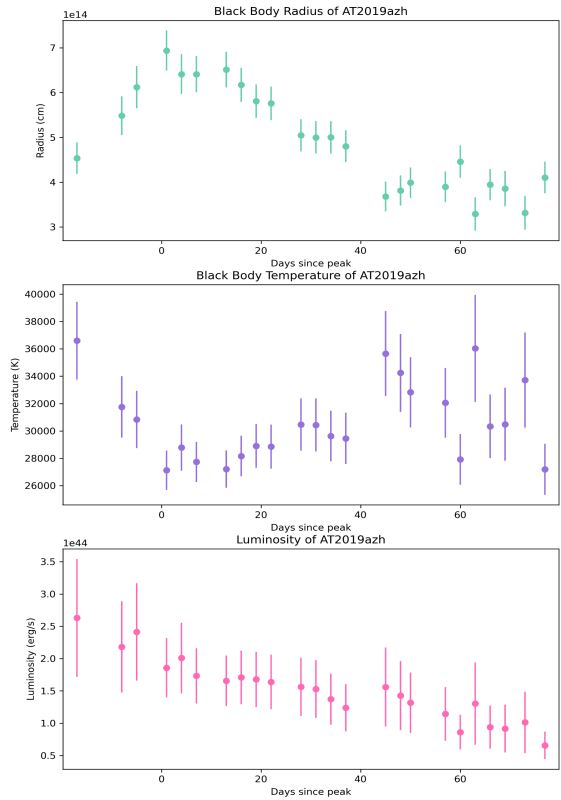 Black Body Radius of AT2019azh
1e14
7
6
5
4
3
Radius (cm)
0
20
40
60
Days since peak
Black Body Temperature of AT2019azh
40000
38000
36000
34000
32000
30000
28000
26000
Temperature (K)
0
20
40
60
Days since peak
Luminosity of AT2019azh
1e44
3.5
3.0
2.5
2.0
1.5
1.0
0.5
Luminosity (erg/s)
0
20
40
60
Days since peak